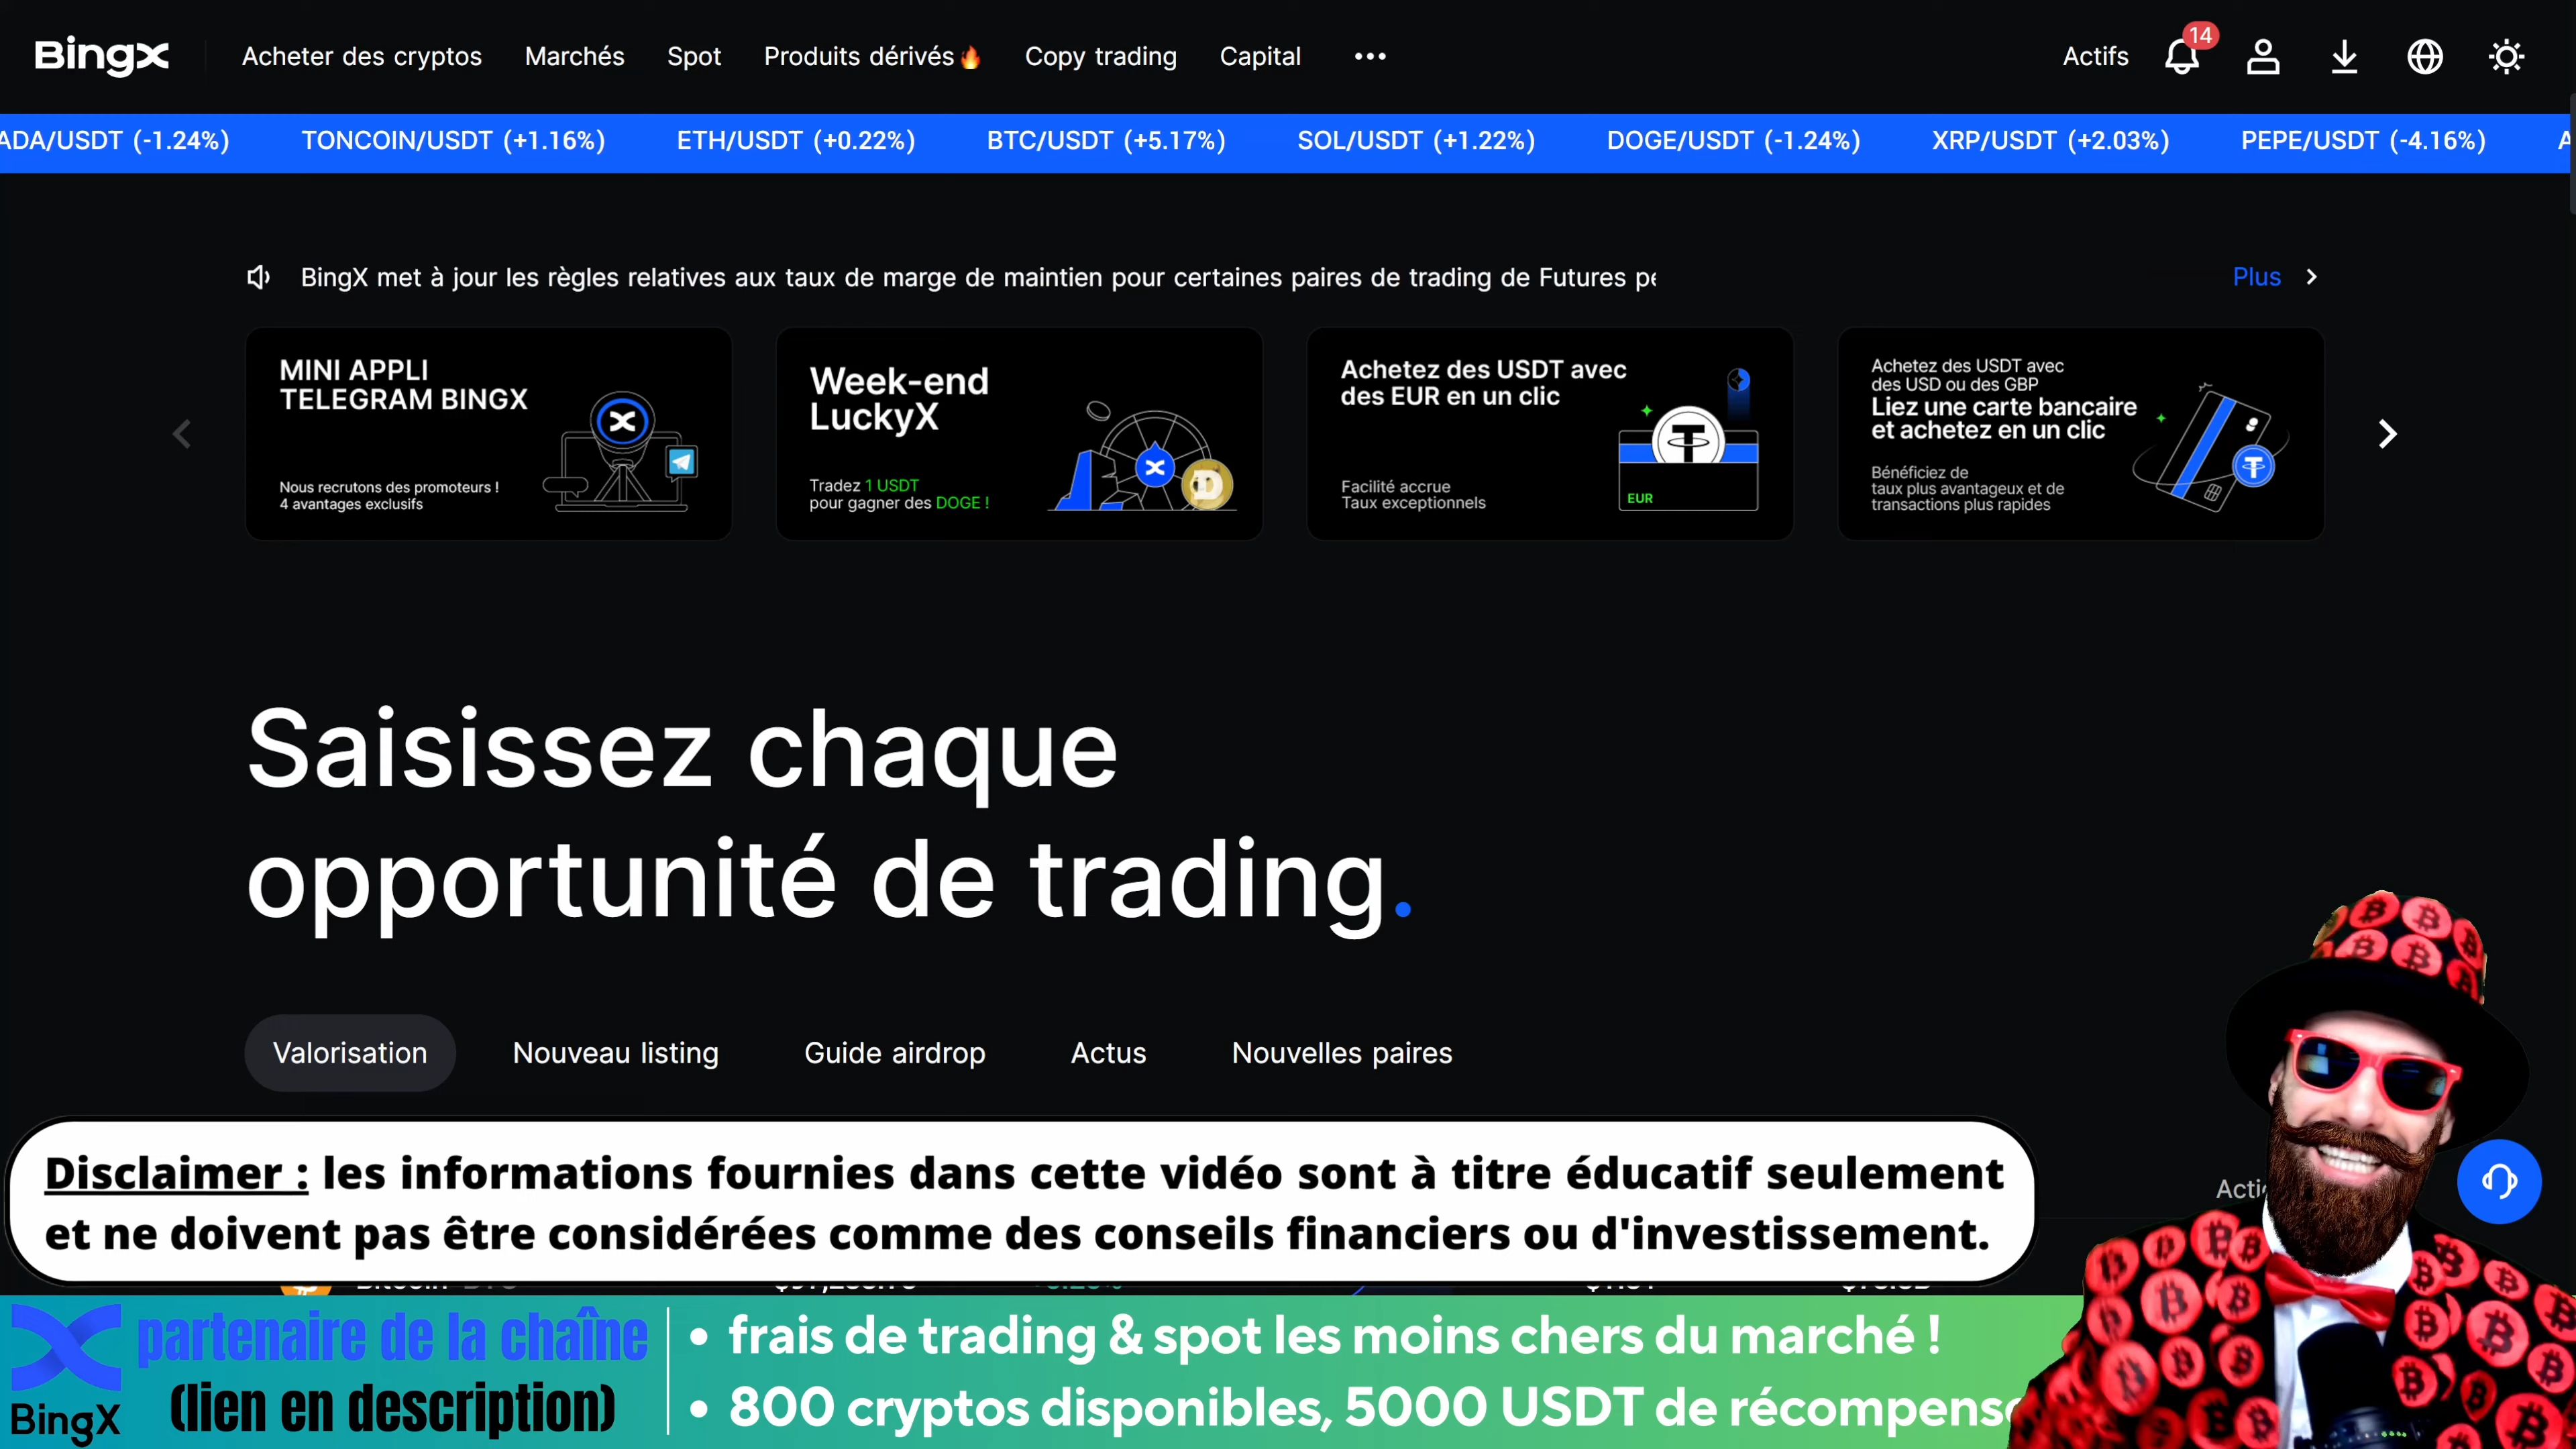 BingX
Acheter des cryptos
Marchés
Spot
Produits dérivés
Copy trading
Capital
Actifs
14
ADA/USDT (-1.24%)
TONCOIN/USDT (+1.16%)
ETH/USDT (+0.22%)
BTC/USDT (+5.17%)
SOL/USDT (+1.22%)
DOGE/USDT (-1.24%)
XRP/USDT (+2.03%)
PEPE/USDT (-4.16%)
BingX met à jour les règles relatives aux taux de marge de maintien pour certaines paires de trading de Futures pe
Plus
MINI APPLI
TELEGRAM BINGX
Nous recrutons des promoteurs !
4 avantages exclusifs
Week-end
LuckyX
Tradez 1 USDT
pour gagner des DOGE !
Achetez des USDT avec
des EUR en un clic
Facilité accrue
Taux exceptionnels
EUR
Achetez des USDT avec
des USD ou des GBP
Liez une carte bancaire
et achetez en un clic
Bénéficiez de
taux plus avantageux et de
transactions plus rapides
Saisissez chaque
opportunité de trading.
Valorisation
Nouveau listing
Guide airdrop
Actus
Nouvelles paires
Disclaimer : les informations fournies dans cette vidéo sont à titre éducatif seulement
et ne doivent pas être considérées comme des conseils financiers ou d'investissement.
Actio
partenaire de la chaîne
(lien en description)
BingX
• frais de trading & spot les moins chers du marché !
• 800 cryptos disponibles, 5000 USDT de récompense